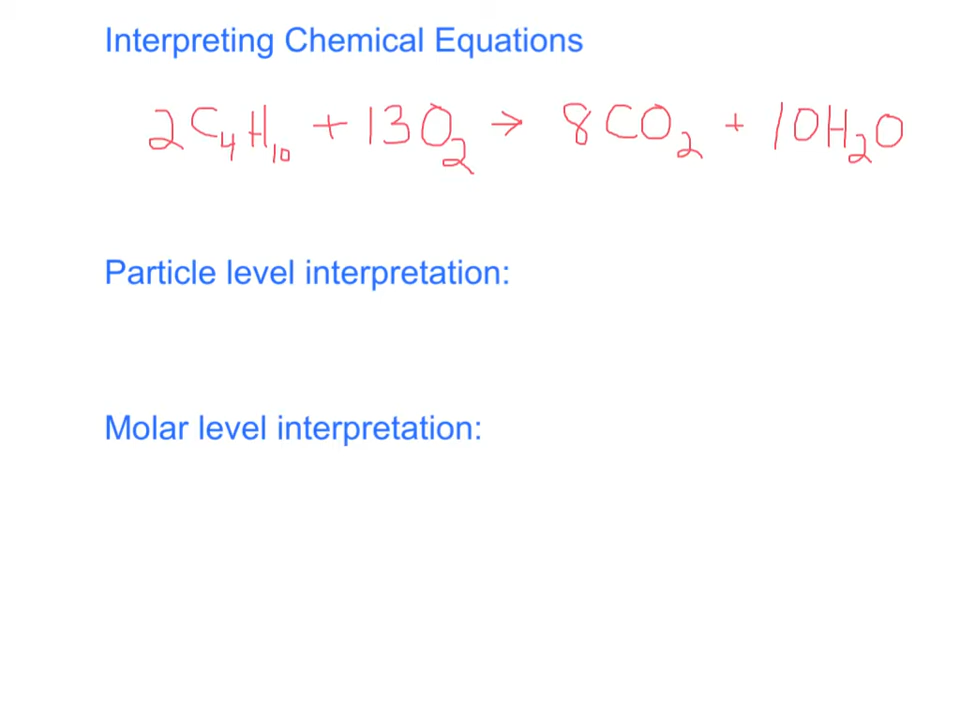 Interpreting Chemical Equations
2C₄H₁₀ + 13O₂ → 8CO₂ + 10H₂O
Particle level interpretation:
Molar level interpretation: